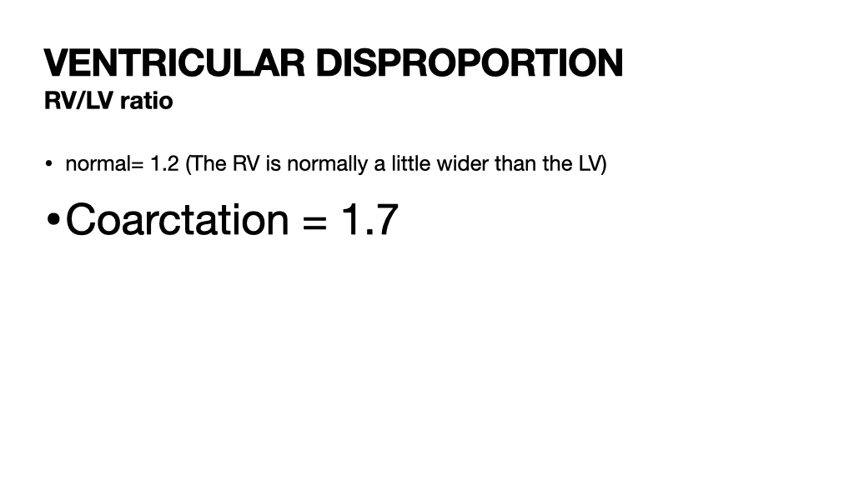 VENTRICULAR DISPROPORTION
RV/LV ratio
• normal= 1.2 (The RV is normally a little wider than the LV)
•Coarctation = 1.7